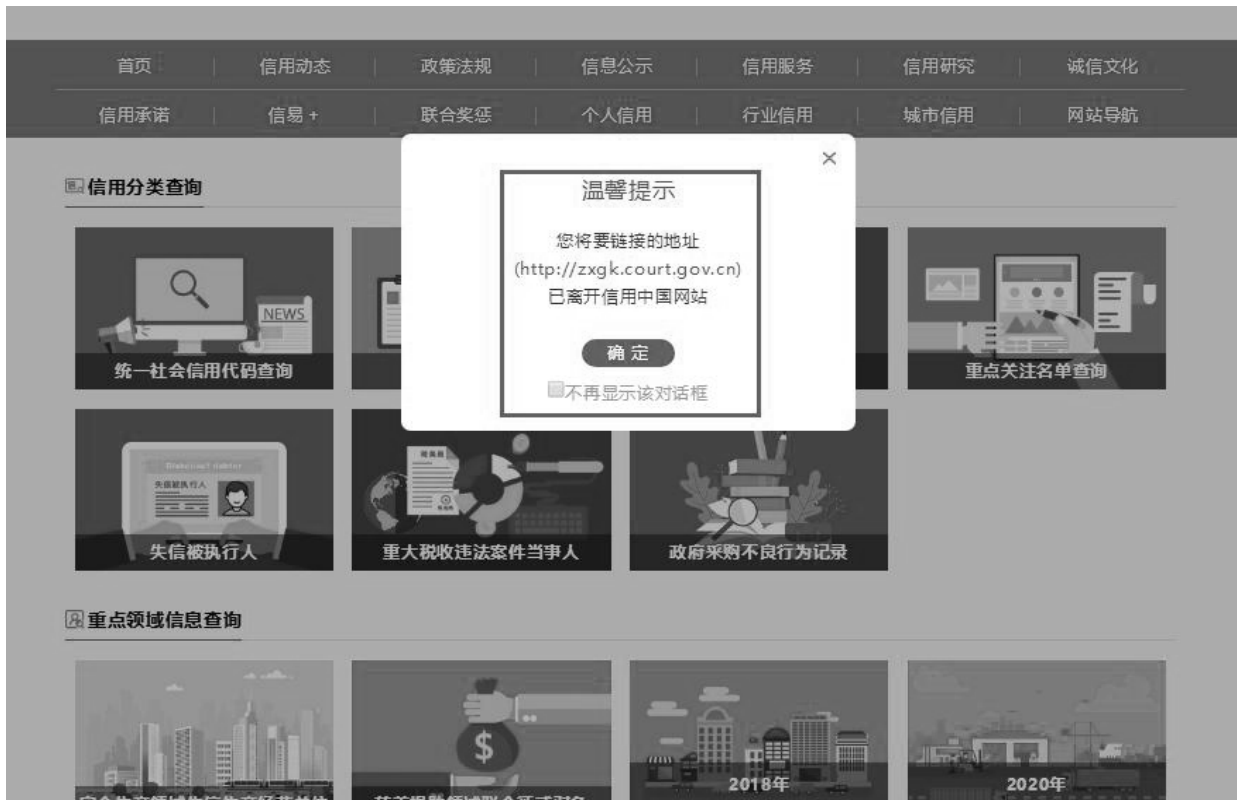 首页 信用动态 政策法规 信息公示 信用服务 信用研究 诚信文化
信用承诺 信易+ 联合奖惩 个人信用 行业信用 城市信用 网站导航
×
信用分类查询
温馨提示
您将要链接的地址
(http://zxgk.court.gov.cn)
已离开信用中国网站
确 定
不再显示该对话框
NEWS
统一社会信用代码查询
重点关注名单查询
失信被执行人
失信被执行人
重大税收违法案件当事人
政府采购不良行为记录
重点领域信息查询
$
2018年
2020年